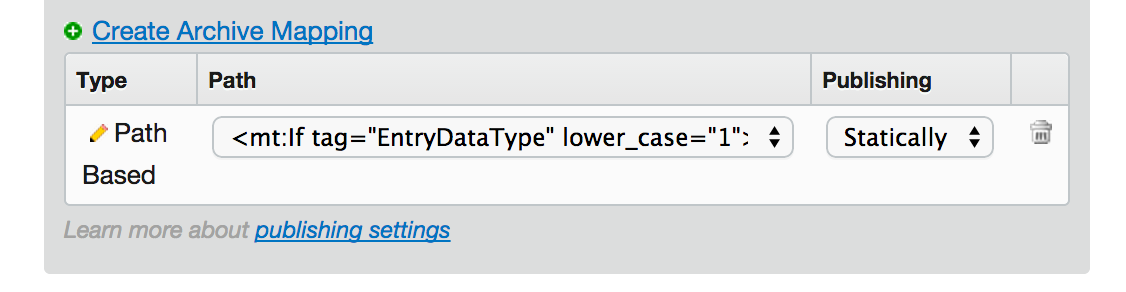 Create Archive Mapping
Type Path Publishing
Path <mt:If tag="EntryDataType" lower_case="1"> Statically
Based
Learn more about publishing settings